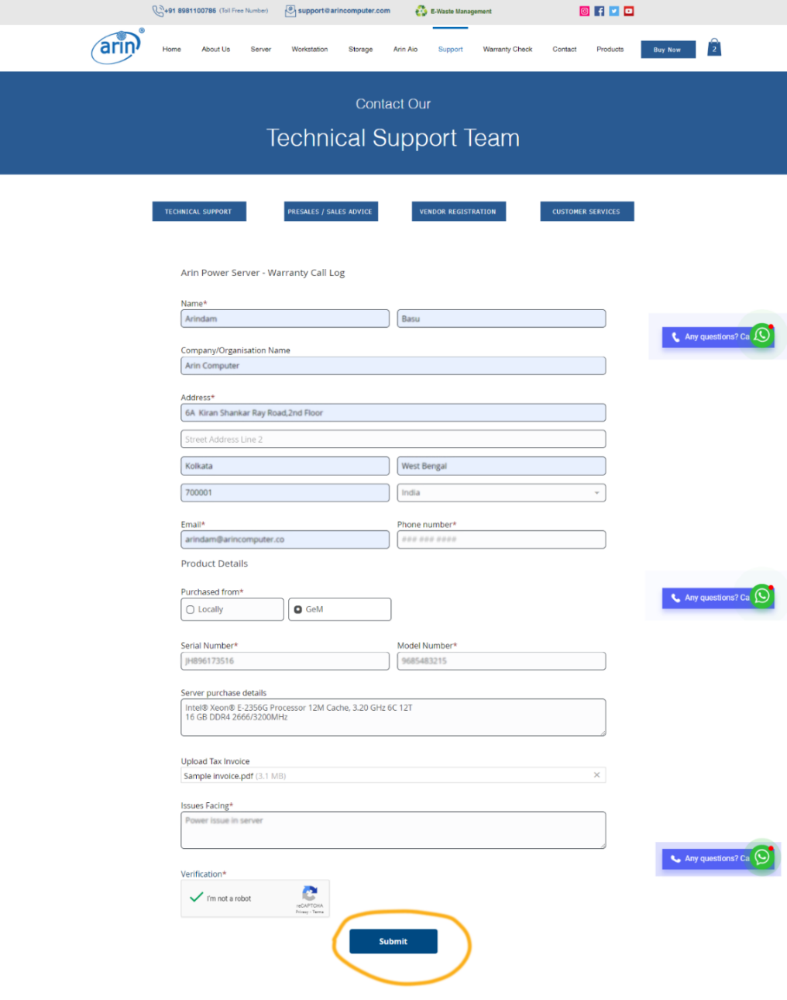 +91 8981100786 (Toll Free Number) support@arincomputer.com E-Waste Management
arin®
Home About Us Server Workstation Storage Arin Aio Support Warranty Check Contact Products Buy Now 2
Contact Our
Technical Support Team
TECHNICAL SUPPORT PRESALES / SALES ADVICE VENDOR REGISTRATION CUSTOMER SERVICES
Arin Power Server - Warranty Call Log
Name*
Arindam Basu
Company/Organisation Name
Arin Computer
Address*
6A Kiran Shankar Ray Road,2nd Floor
Street Address Line 2
Kolkata West Bengal
700001 India
Email* Phone number*
arindam@arincomputer.co ### ### ####
Product Details
Purchased from*
Locally GeM
Serial Number* Model Number*
JH896173516 9685483215
Server purchase details
Intel® Xeon® E-2356G Processor 12M Cache, 3.20 GHz 6C 12T
16 GB DDR4 2666/3200MHz
Upload Tax Invoice
Sample invoice.pdf (3.1 MB) ×
Issues Facing*
Power issue in server
Verification*
I'm not a robot
reCAPTCHA
Privacy - Terms
Submit
Any questions? Ca
Any questions? Ca
Any questions? Ca